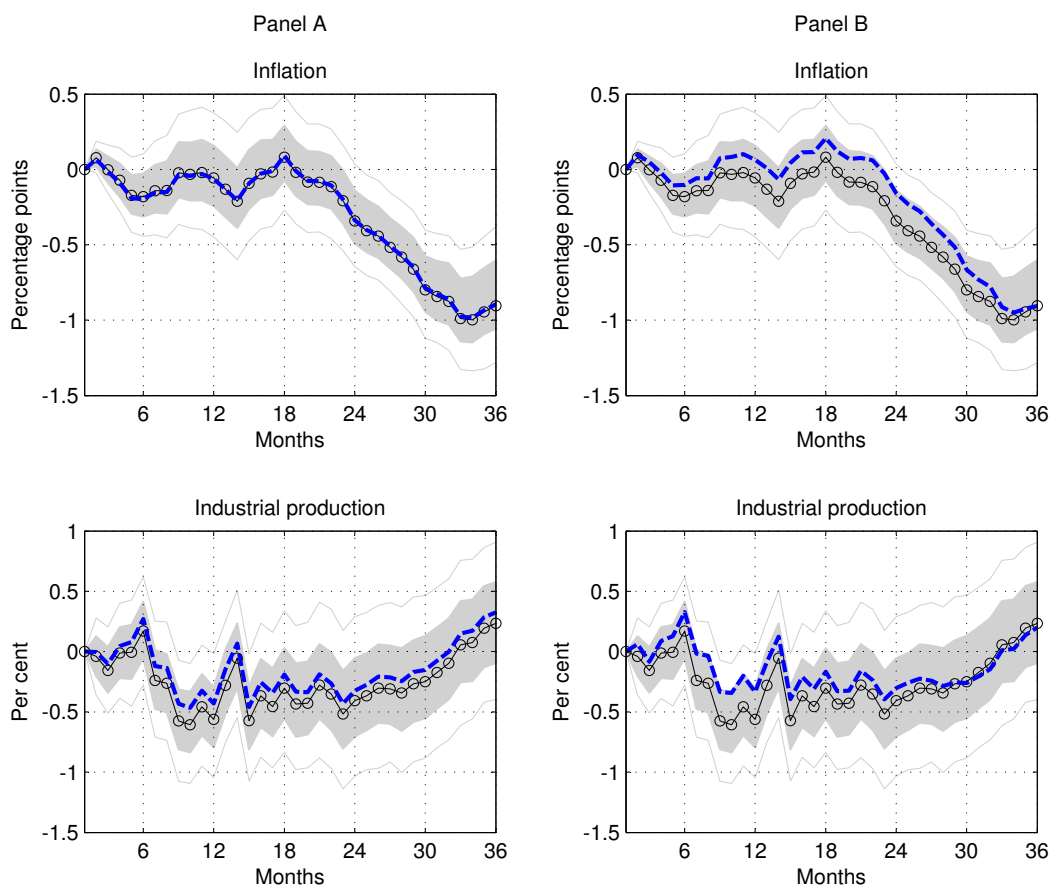 Panel A
Panel B
Inflation
Inflation
0.5
0
-0.5
-1
-1.5
Percentage points
6 12 18 24 30 36
Months
0.5
0
-0.5
-1
-1.5
Percentage points
6 12 18 24 30 36
Months
Industrial production
Industrial production
1
0.5
0
-0.5
-1
-1.5
Per cent
6 12 18 24 30 36
Months
1
0.5
0
-0.5
-1
-1.5
Per cent
6 12 18 24 30 36
Months